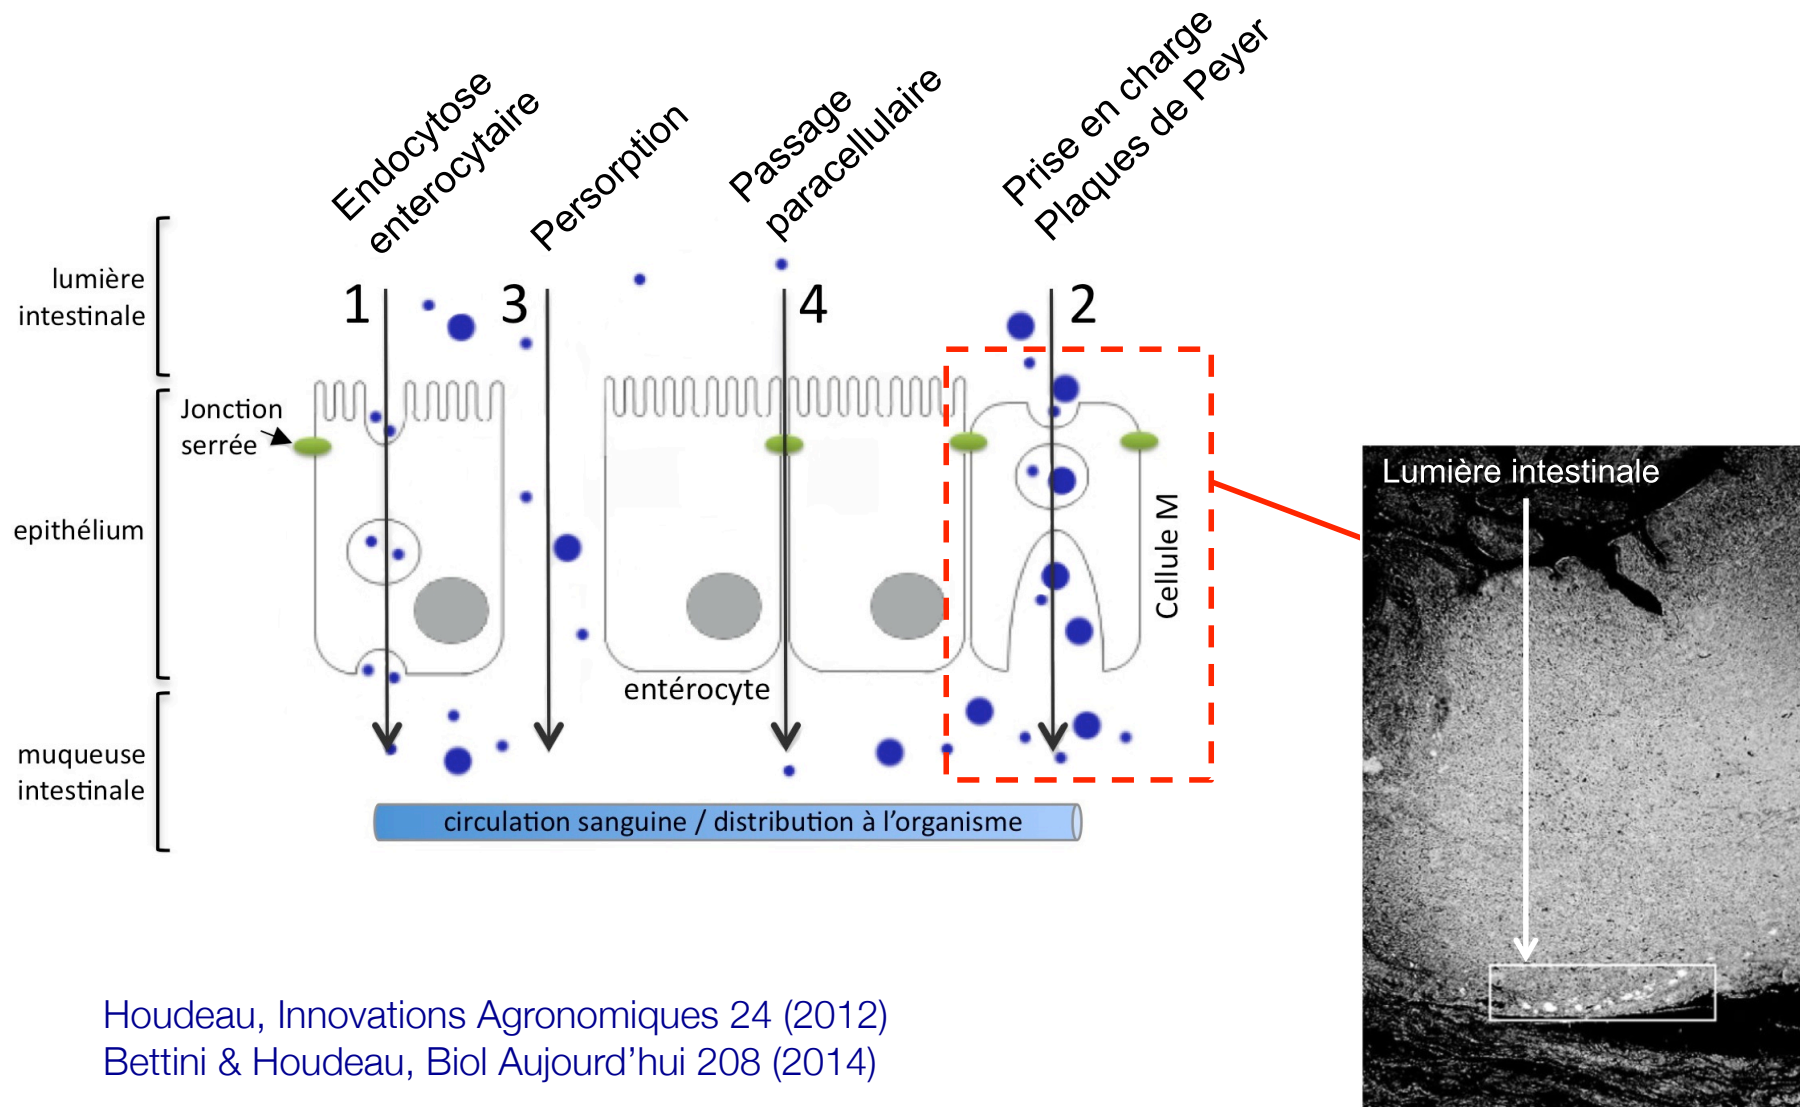 Endocytose
enterocytaire
Persorption
Passage
paracellulaire
Prise en charge
Plaques de Peyer
lumière
intestinale
1
3
4
2
Jonction
serrée
epithélium
Cellule M
entérocyte
muqueuse
intestinale
circulation sanguine / distribution à l'organisme
Lumière intestinale
Houdeau, Innovations Agronomiques 24 (2012)
Bettini & Houdeau, Biol Aujourd'hui 208 (2014)